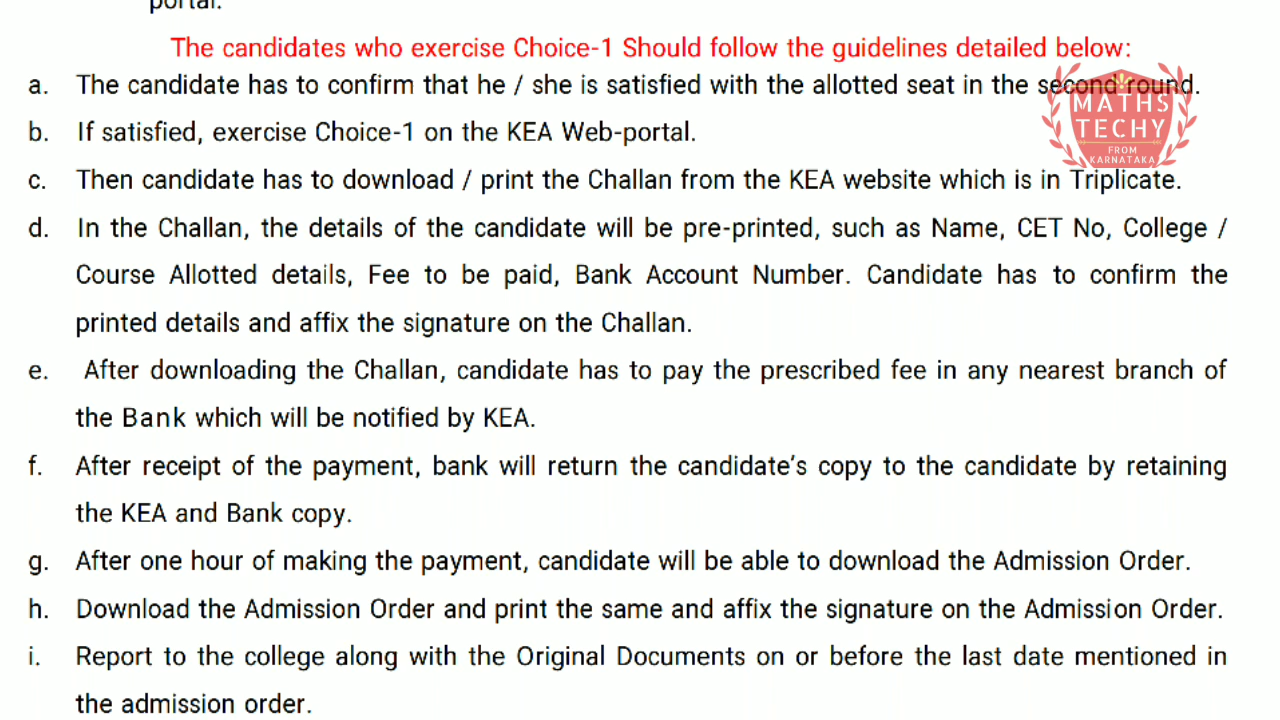 portal.
The candidates who exercise Choice-1 Should follow the guidelines detailed below:
a. The candidate has to confirm that he / she is satisfied with the allotted seat in the second round.
MATHS
TECHY
FROM
KARNATAKA
b. If satisfied, exercise Choice-1 on the KEA Web-portal.
c. Then candidate has to download / print the Challan from the KEA website which is in Triplicate.
d. In the Challan, the details of the candidate will be pre-printed, such as Name, CET No, College /
Course Allotted details, Fee to be paid, Bank Account Number. Candidate has to confirm the
printed details and affix the signature on the Challan.
e. After downloading the Challan, candidate has to pay the prescribed fee in any nearest branch of
the Bank which will be notified by KEA.
f. After receipt of the payment, bank will return the candidate's copy to the candidate by retaining
the KEA and Bank copy.
g. After one hour of making the payment, candidate will be able to download the Admission Order.
h. Download the Admission Order and print the same and affix the signature on the Admission Order.
i. Report to the college along with the Original Documents on or before the last date mentioned in
the admission order.